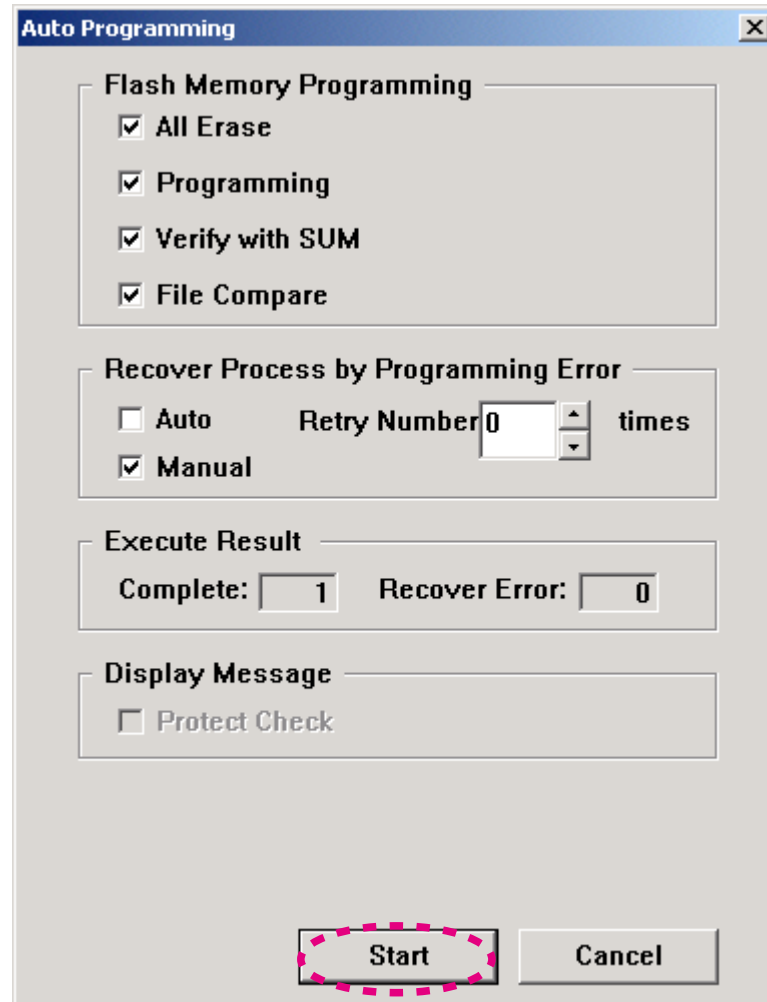 Auto Programming
Flash Memory Programming
All Erase
Programming
Verify with SUM
File Compare
Recover Process by Programming Error
Auto Retry Number 0 times
Manual
Execute Result
Complete: 1 Recover Error: 0
Display Message
Protect Check
Start Cancel